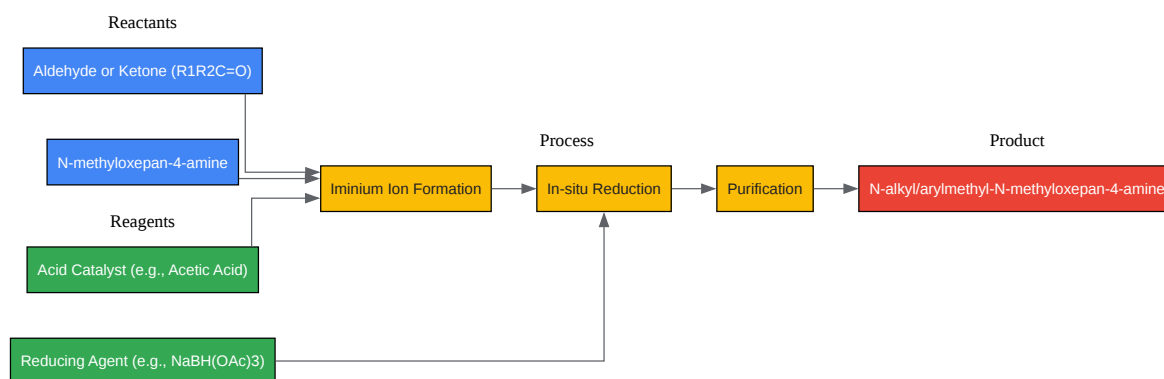 Reactants
Aldehyde or Ketone (R1R2C=O)
N-methyloxepan-4-amine
Reagents
Acid Catalyst (e.g., Acetic Acid)
Reducing Agent (e.g., NaBH(OAc)3)
Process
Iminium Ion Formation
In-situ Reduction
Purification
Product
N-alkyl/arylmethyl-N-methyloxepan-4-amine